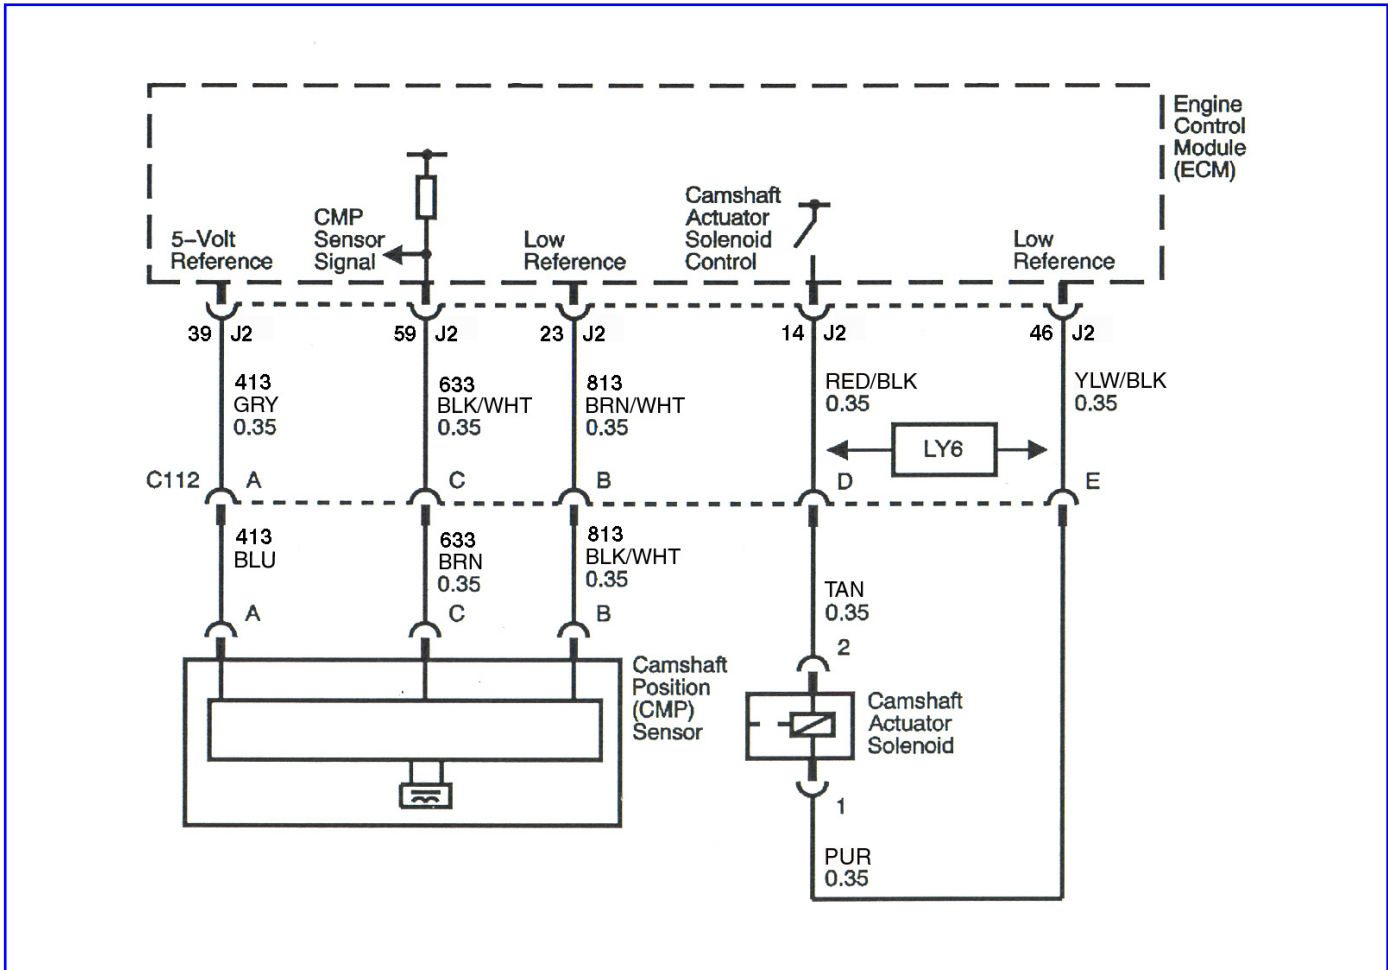 Engine
Control
Module
(ECM)
5-Volt
Reference
CMP
Sensor
Signal
Low
Reference
Camshaft
Actuator
Solenoid
Control
Low
Reference
39 J2
59 J2
23 J2
14 J2
46 J2
413
GRY
0.35
633
BLK/WHT
0.35
813
BRN/WHT
0.35
RED/BLK
0.35
YLW/BLK
0.35
LY6
C112 A
C
B
D
E
413
BLU
633
BRN
0.35
813
BLK/WHT
0.35
TAN
0.35
A
C
B
2
Camshaft
Position
(CMP)
Sensor
Camshaft
Actuator
Solenoid
1
PUR
0.35